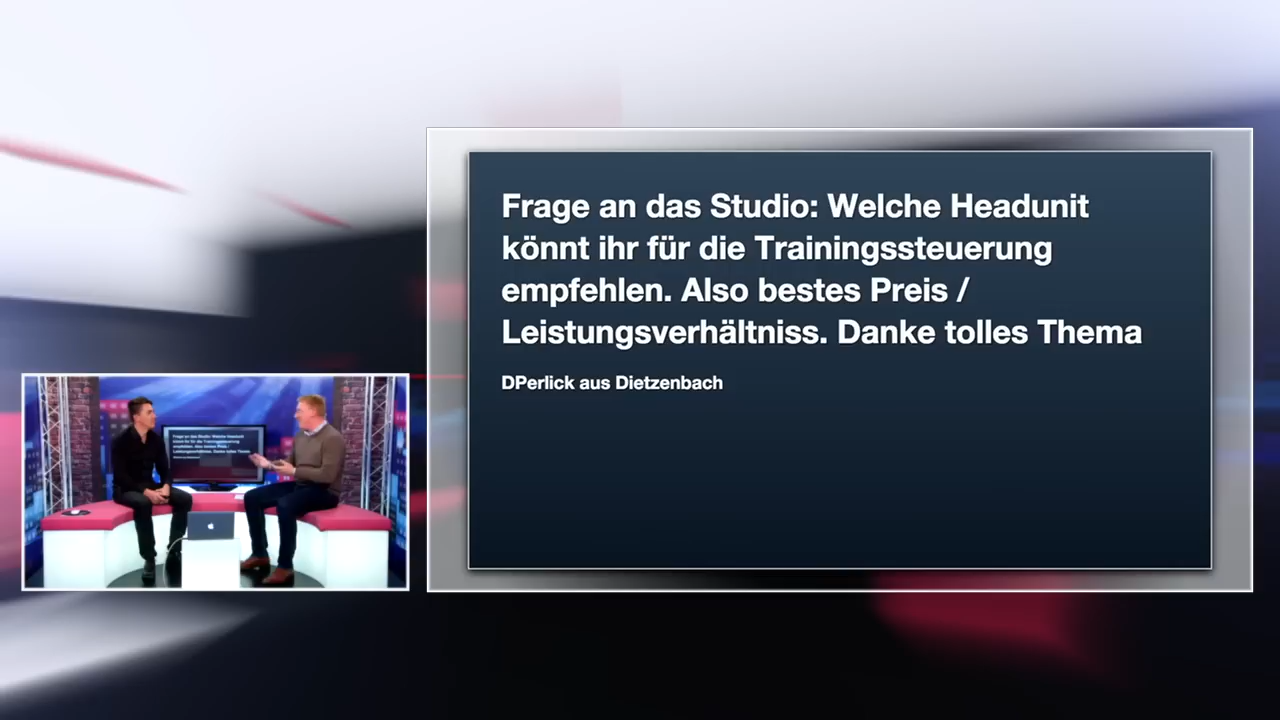 Frage an das Studio: Welche Headunit
könnt ihr für die Trainingssteuerung
empfehlen. Also bestes Preis /
Leistungsverhältniss. Danke tolles Thema
DPerlick aus Dietzenbach